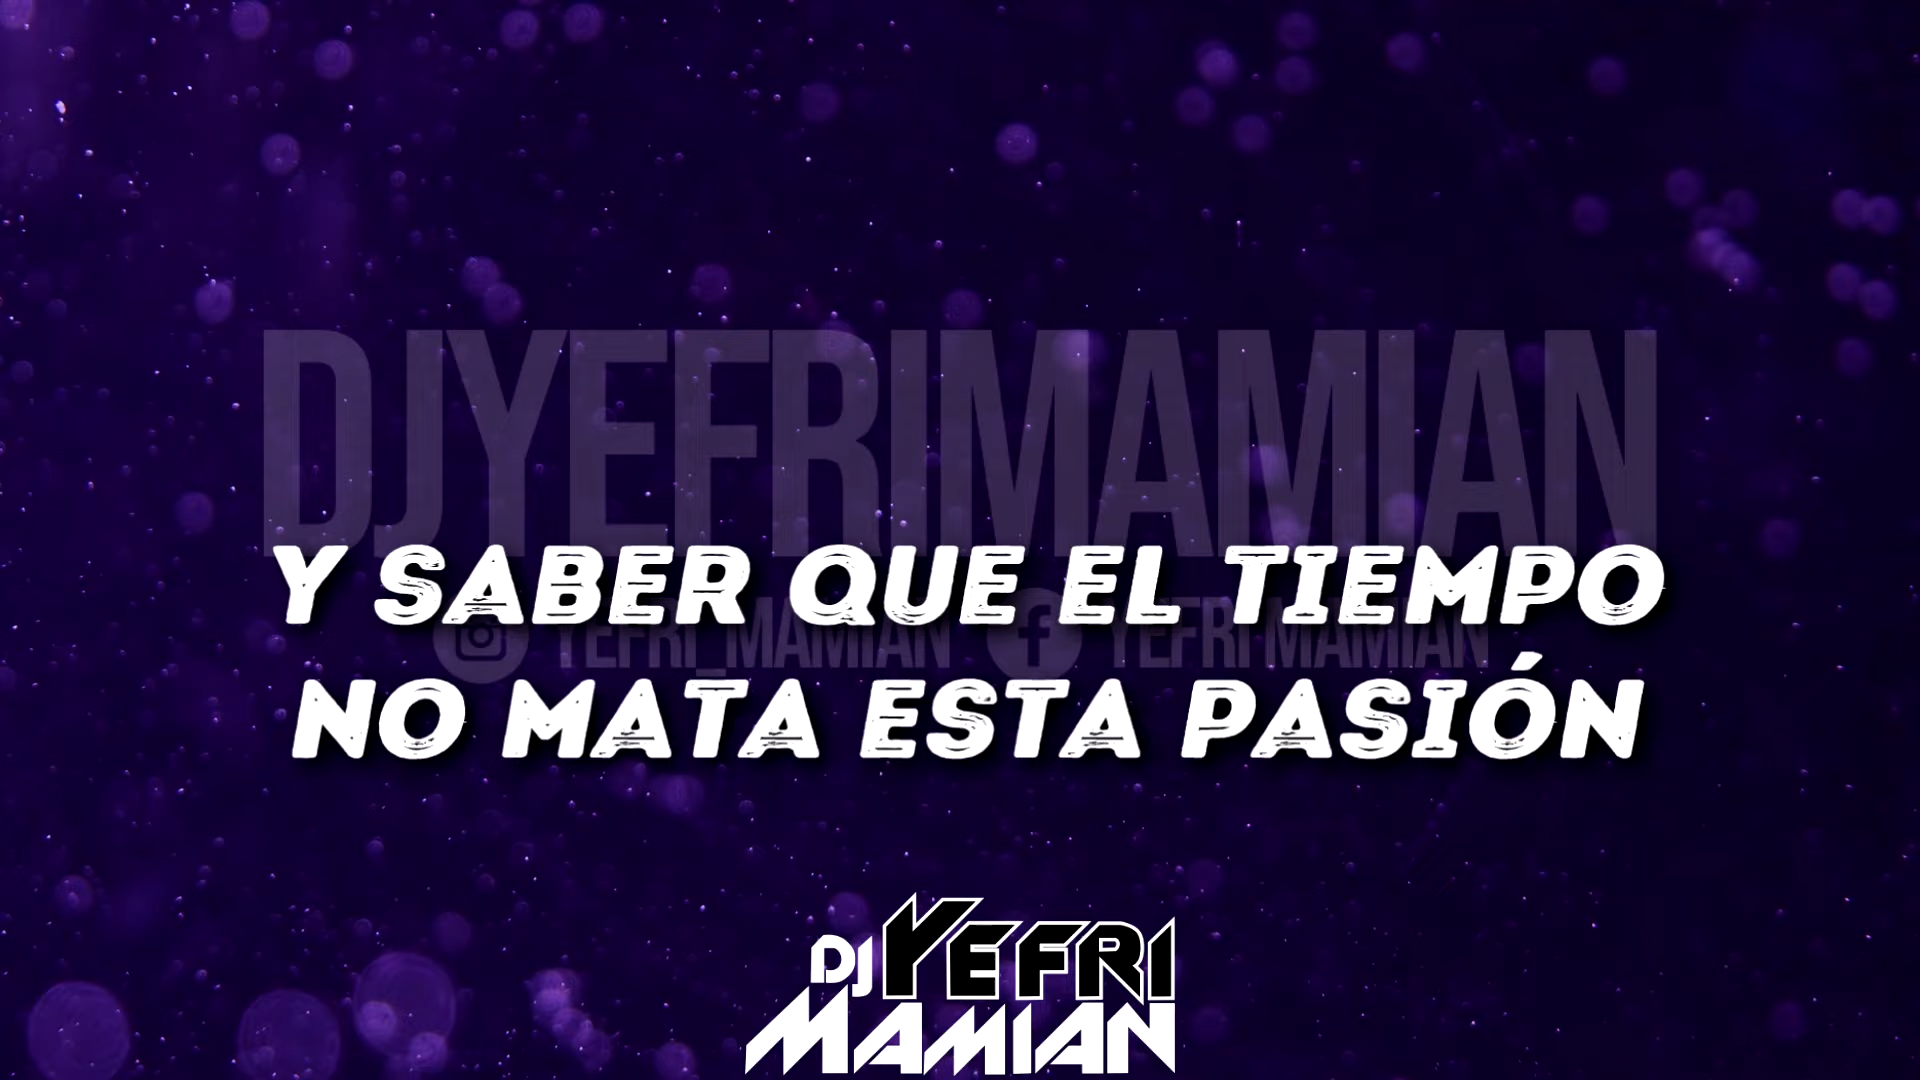 DJYEFRIMAMIAN
Y SABER QUE EL TIEMPO
YEFRI_MAMIAN YEFRI MAMIAN
NO MATA ESTA PASIÓN
DJ YEFRI
MAMIAN